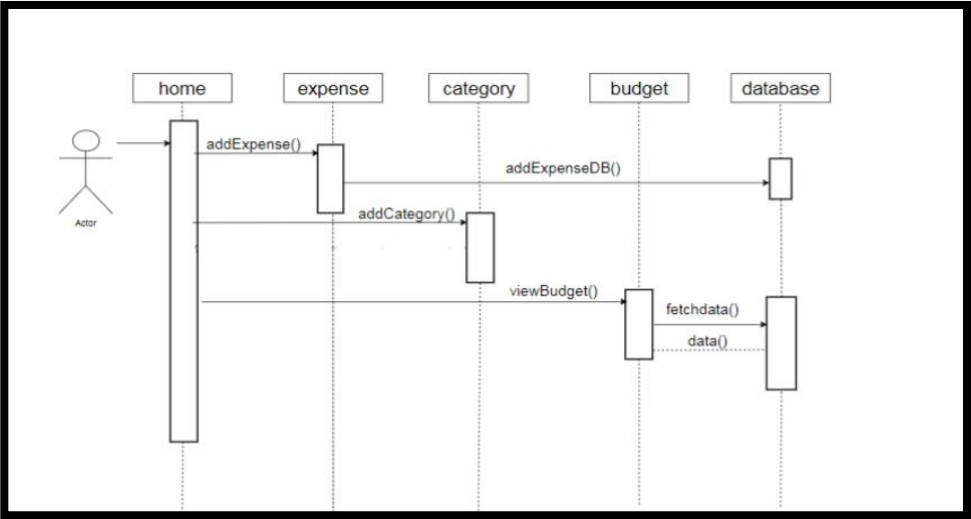 home
expense
category
budget
database
addExpense()
addExpenseDB()
Actor
addCategory()
viewBudget()
fetchdata()
data()